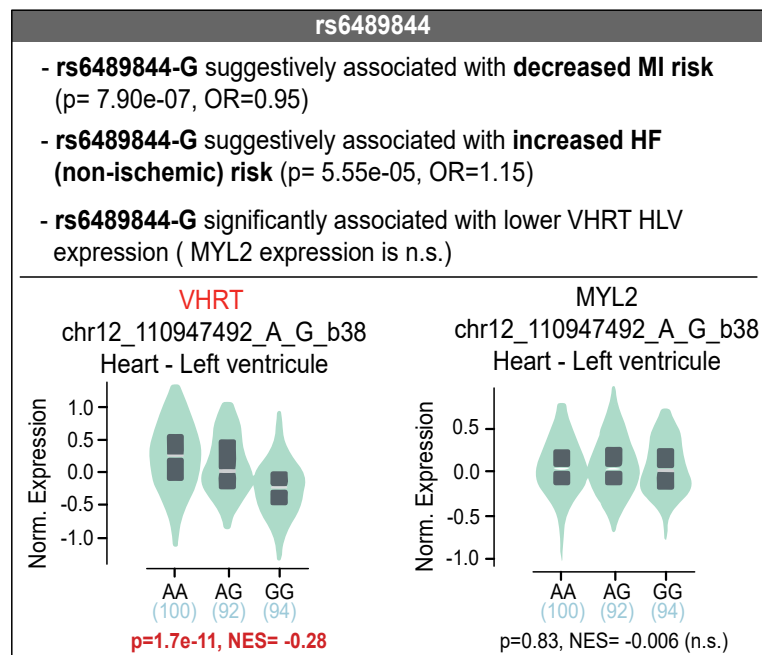 rs6489844
- rs6489844-G suggestively associated with decreased MI risk
(p= 7.90e-07, OR=0.95)
- rs6489844-G suggestively associated with increased HF
(non-ischemic) risk (p= 5.55e-05, OR=1.15)
- rs6489844-G significantly associated with lower VHRT HLV
expression ( MYL2 expression is n.s.)
VHRT
chr12_110947492_A_G_b38
Heart - Left ventricule
Norm. Expression
1.0
0.5
0.0
-0.5
-1.0
AA AG GG
(100) (92) (94)
p=1.7e-11, NES= -0.28
MYL2
chr12_110947492_A_G_b38
Heart - Left ventricule
Norm. Expression
0.5
0.0
-0.5
-1.0
AA AG GG
(100) (92) (94)
p=0.83, NES= -0.006 (n.s.)